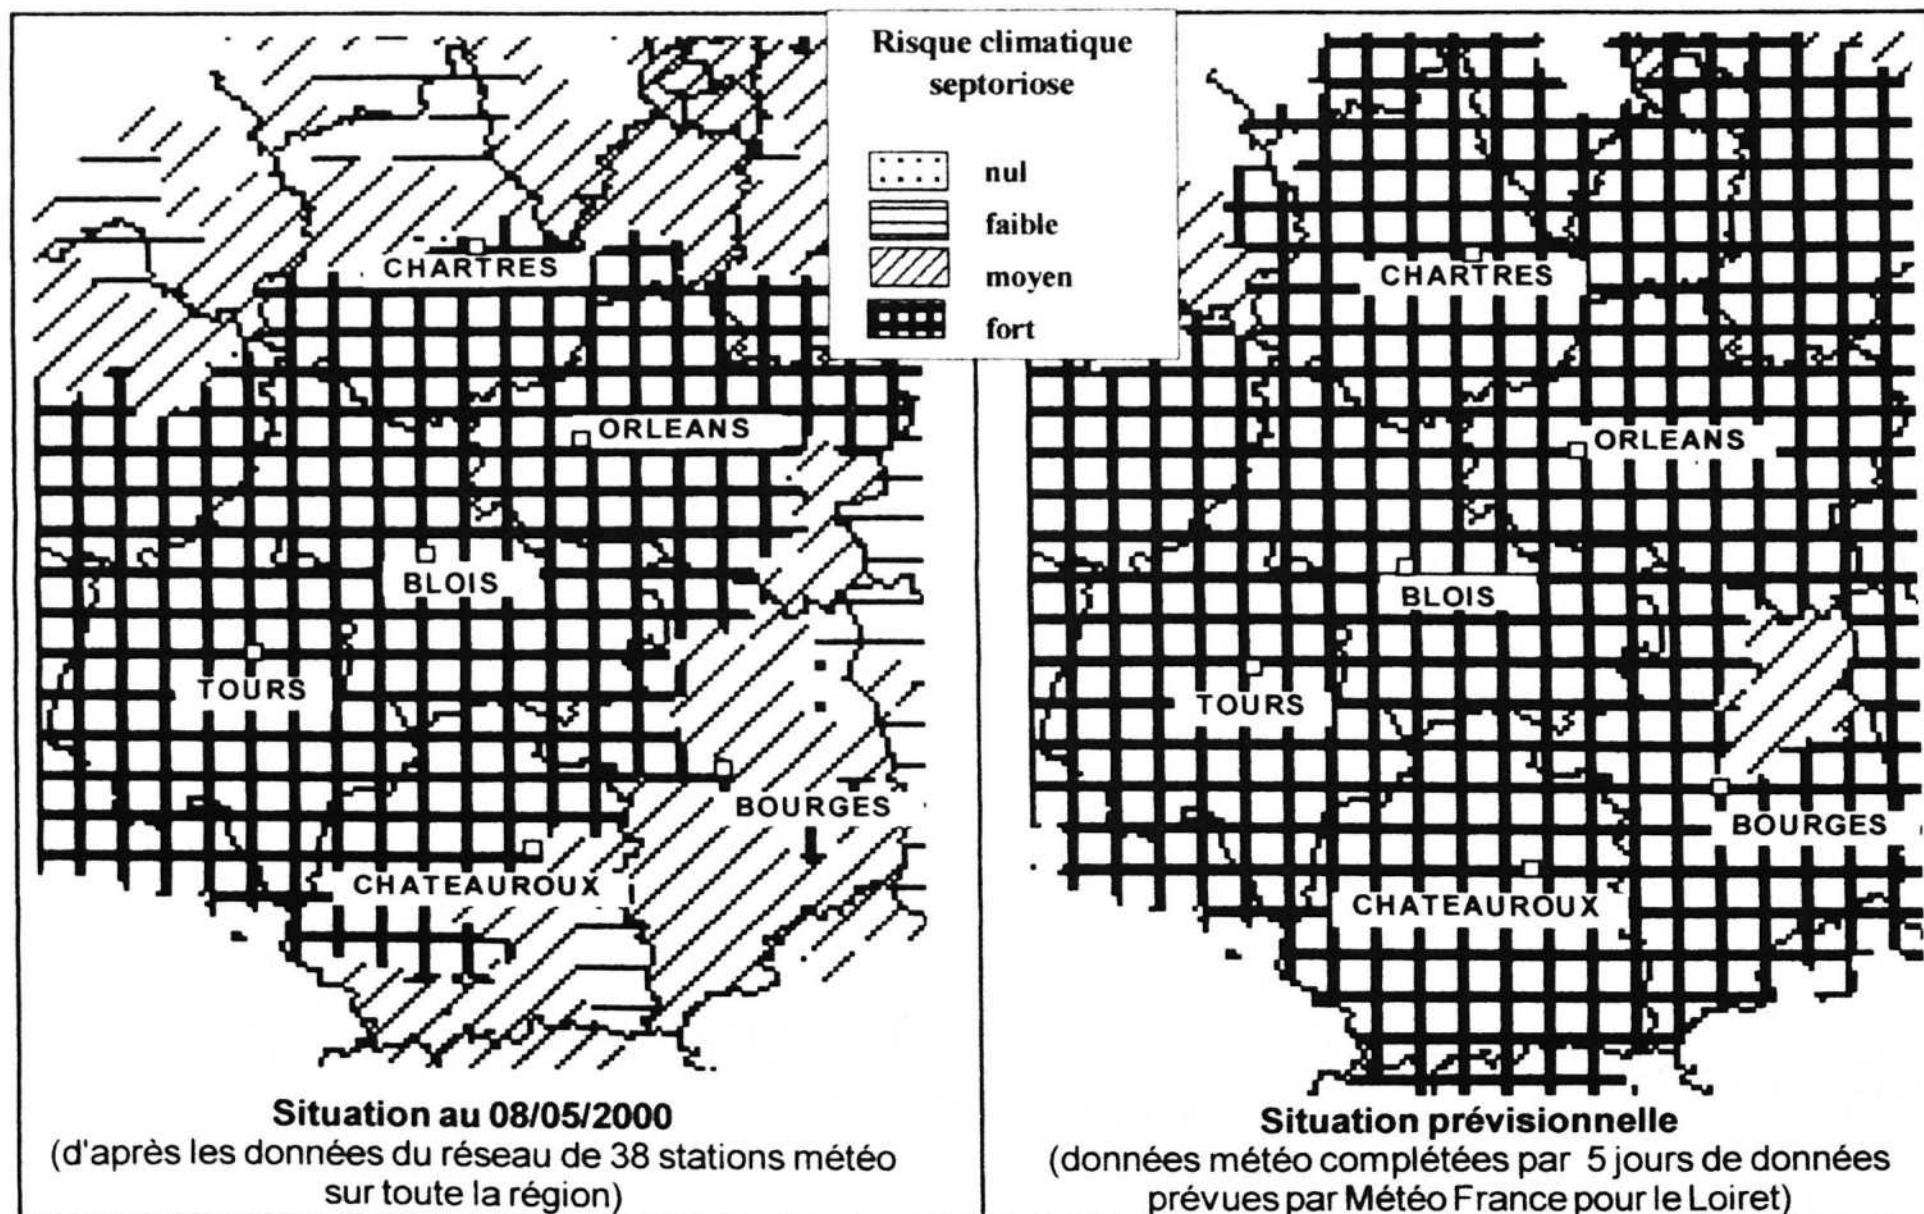 Risque climatique
septoriose
nul
faible
moyen
fort
CHARTRES
ORLEANS
BLOIS
TOURS
BOURGES
CHATEAUROUX
Situation au 08/05/2000
(d'après les données du réseau de 38 stations météo
sur toute la région)
CHARTRES
ORLEANS
BLOIS
TOURS
BOURGES
CHATEAUROUX
Situation prévisionnelle
(données météo complétées par 5 jours de données
prévues par Météo France pour le Loiret)